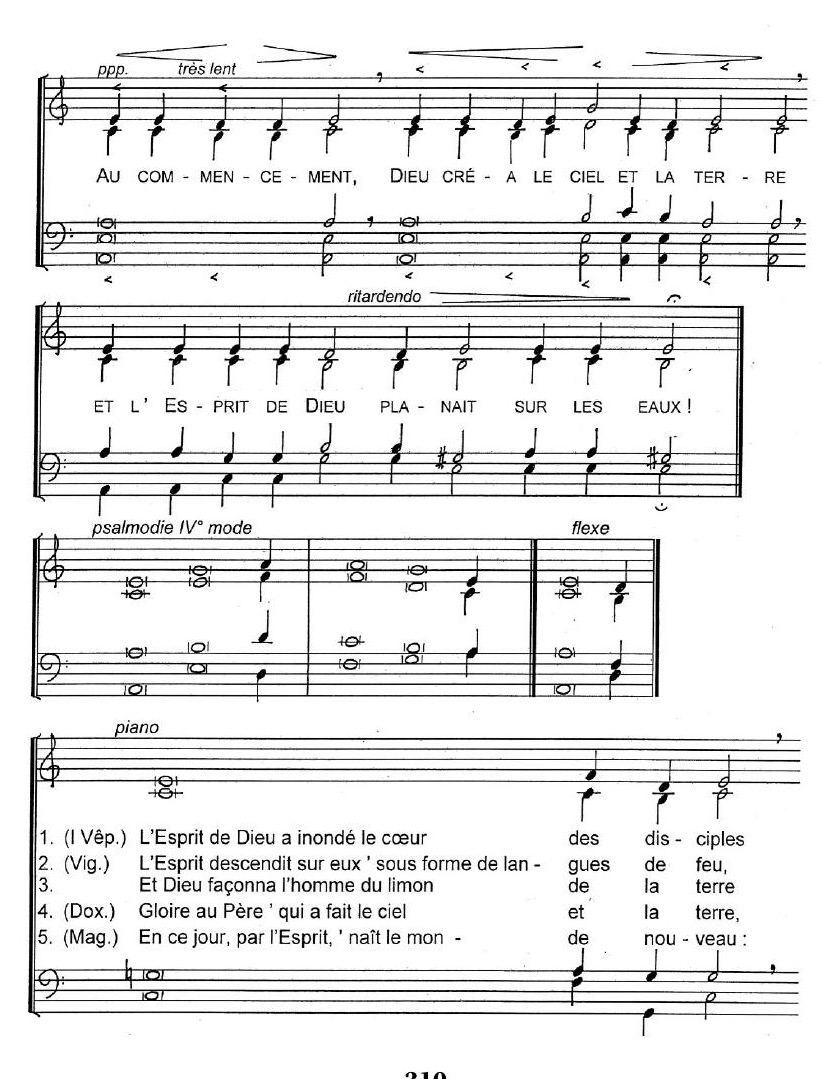 ppp. très lent
AU COM - MEN - CE - MENT, DIEU CRÉ - A LE CIEL ET LA TER - RE
ritardendo
ET L' ES - PRIT DE DIEU PLA - NAIT SUR LES EAUX !
psalmodie IV° mode flexe
piano
1. (I Vêp.) L'Esprit de Dieu a inondé le cœur des dis - ciples
2. (Vig.) L'Esprit descendit sur eux ' sous forme de lan - gues de feu,
3. Et Dieu façonna l'homme du limon de la terre
4. (Dox.) Gloire au Père ' qui a fait le ciel et la terre,
5. (Mag.) En ce jour, par l'Esprit, ' naît le mon - de nou - veau :